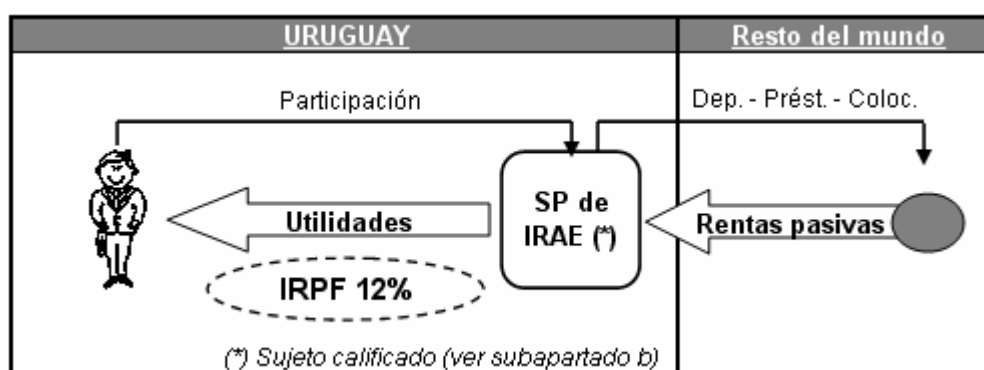 URUGUAY
Resto del mundo
Participación
Dep. - Prést. - Coloc.
Utilidades
SP de
IRAE (*)
Rentas pasivas
IRPF 12%
(*) Sujeto calificado (ver subapartado b)